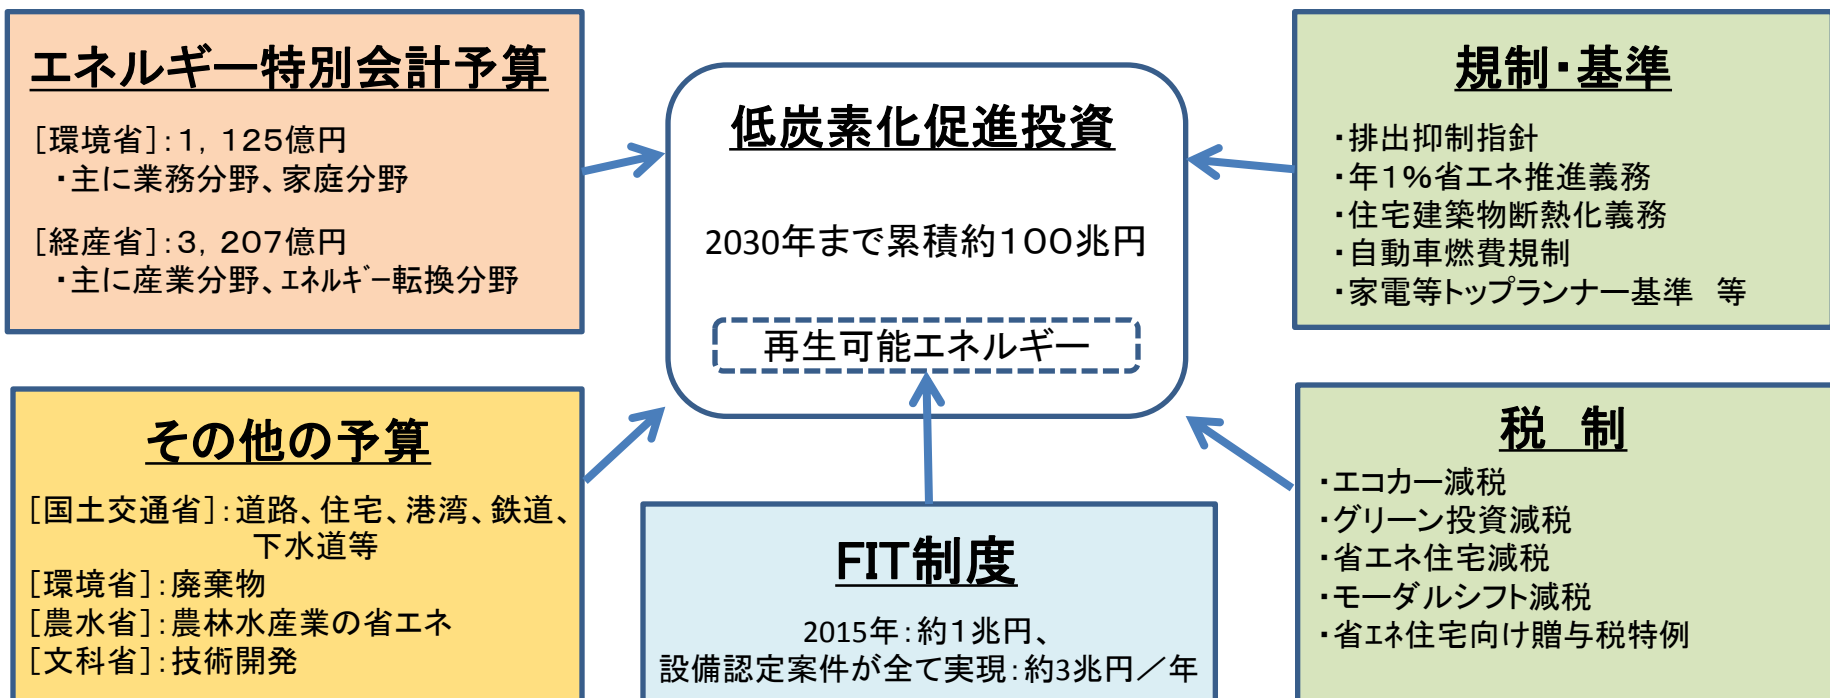 エネルギー特別会計予算
[環境省]：１，１２５億円
・主に業務分野、家庭分野
[経産省]：３，２０７億円
・主に産業分野、エネルギー転換分野
低炭素化促進投資
2030年まで累積約１００兆円
再生可能エネルギー
規制・基準
・排出抑制指針
・年１％省エネ推進義務
・住宅建築物断熱化義務
・自動車燃費規制
・家電等トップランナー基準　等
その他の予算
[国土交通省]：道路、住宅、港湾、鉄道、
下水道等
[環境省]：廃棄物
[農水省]：農林水産業の省エネ
[文科省]：技術開発
FIT制度
2015年：約１兆円、
設備認定案件が全て実現：約3兆円／年
税　制
・エコカー減税
・グリーン投資減税
・省エネ住宅減税
・モーダルシフト減税
・省エネ住宅向け贈与税特例